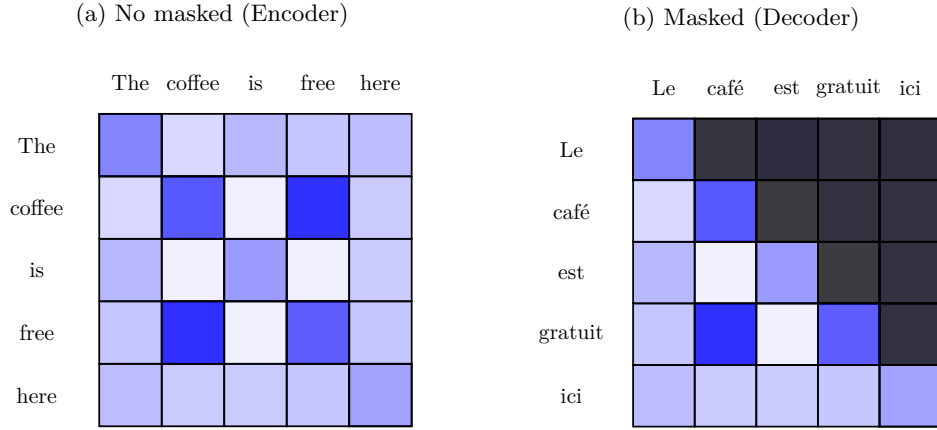 (a) No masked (Encoder)
The coffee is free here
The
coffee
is
free
here
(b) Masked (Decoder)
Le café est gratuit ici
Le
café
est
gratuit
ici